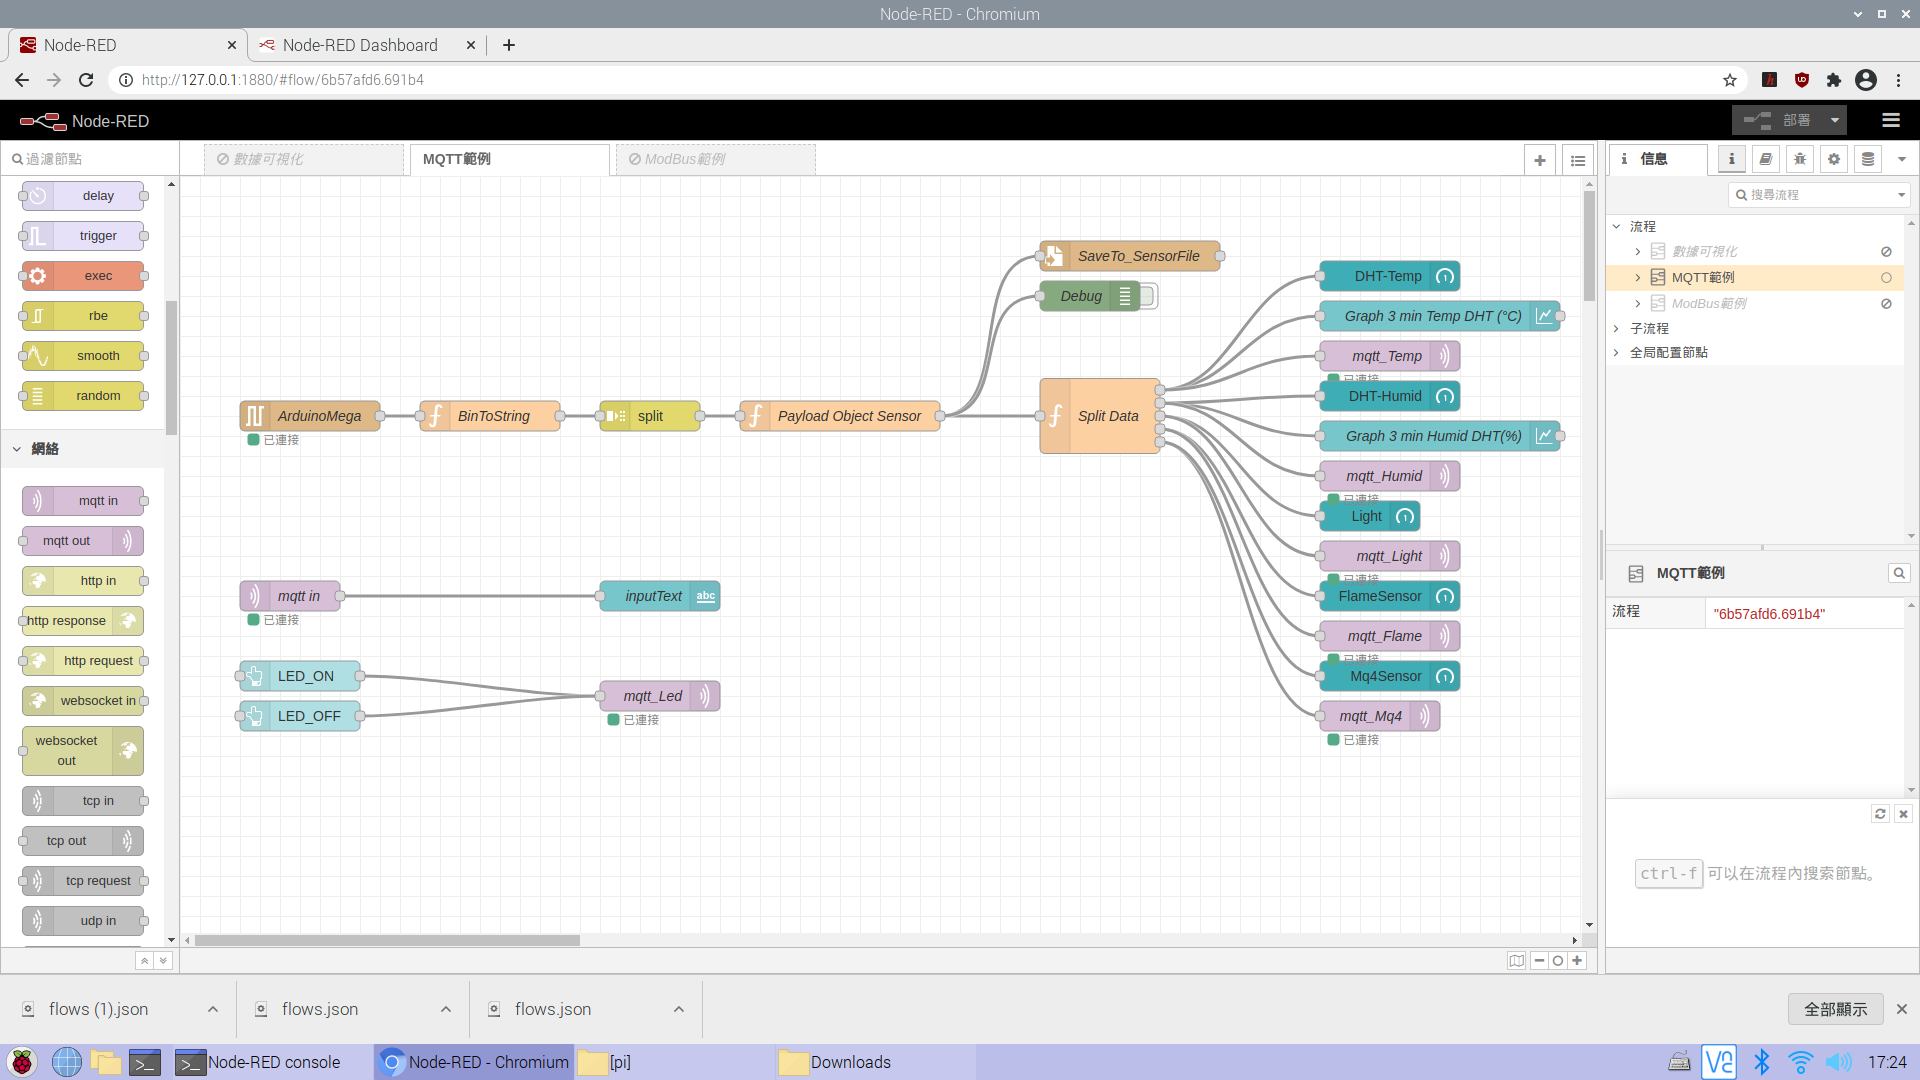 Node-RED - Chromium
Node-RED
Node-RED Dashboard
http://127.0.0.1:1880/#flow/6b57afd6.691b4
Node-RED
部署
過濾節點
數據可視化
MQTT範例
ModBus範例
信息
搜尋流程
delay
trigger
exec
rbe
smooth
random
網絡
mqtt in
mqtt out
http in
http response
http request
websocket in
websocket
out
tcp in
tcp out
tcp request
udp in
ArduinoMega
已連接
BinToString
split
Payload Object Sensor
SaveTo_SensorFile
Debug
Split Data
DHT-Temp
Graph 3 min Temp DHT (°C)
mqtt_Temp
已連接
DHT-Humid
Graph 3 min Humid DHT(%)
mqtt_Humid
已連接
Light
mqtt_Light
已連接
FlameSensor
mqtt_Flame
已連接
Mq4Sensor
mqtt_Mq4
已連接
mqtt in
已連接
inputText
abc
LED_ON
LED_OFF
mqtt_Led
已連接
流程
數據可視化
MQTT範例
ModBus範例
子流程
全局配置節點
MQTT範例
流程
"6b57afd6.691b4"
ctrl-f 可以在流程內搜索節點。
flows (1).json
flows.json
flows.json
全部顯示
Node-RED console
Node-RED - Chromium
[pi]
Downloads
17:24